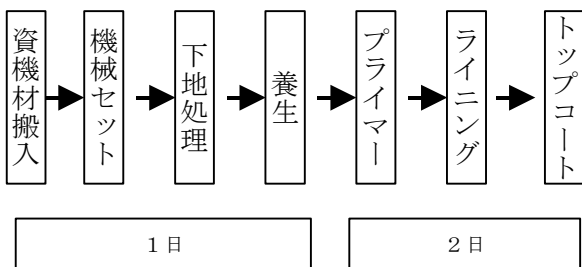 資機材搬入
機械セット
下地処理
養生
プライマー
ライニング
トップコート
１日
２日